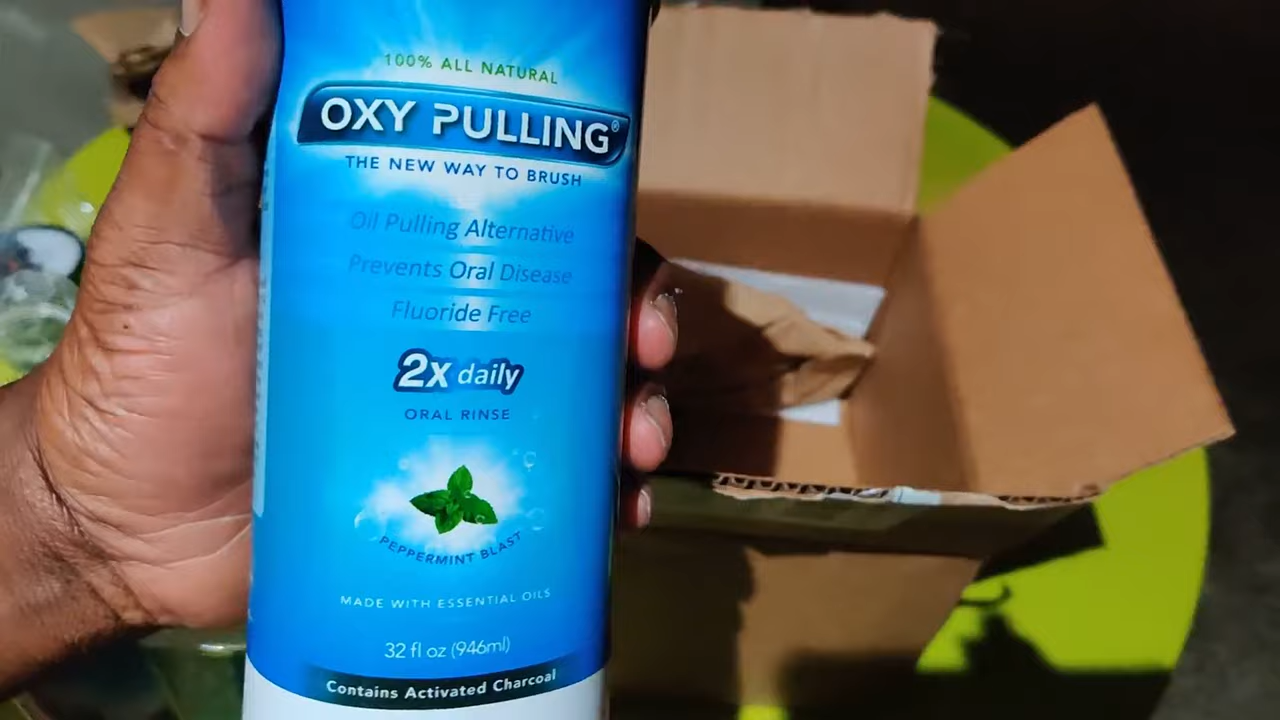 100% ALL NATURAL
OXY PULLING®
THE NEW WAY TO BRUSH
Oil Pulling Alternative
Prevents Oral Disease
Fluoride Free
2x daily
ORAL RINSE
PEPPERMINT BLAST
MADE WITH ESSENTIAL OILS
32 fl oz (946ml)
Contains Activated Charcoal